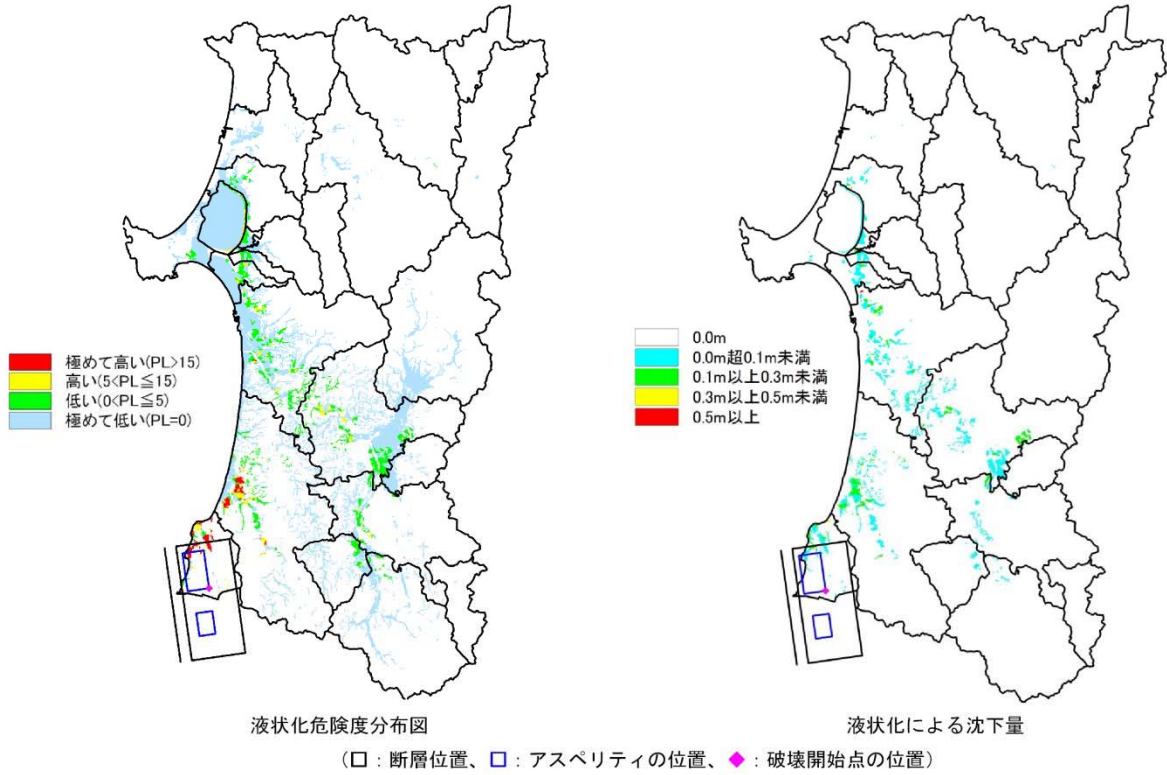 極めて高い(PL>15)
高い(5<PL≦15)
低い(0<PL≦5)
極めて低い(PL=0)
0.0m
0.0m超0.1m未満
0.1m以上0.3m未満
0.3m以上0.5m未満
0.5m以上
液状化危険度分布図
液状化による沈下量
(□:断層位置、□:アスペリティの位置、◆:破壊開始点の位置)